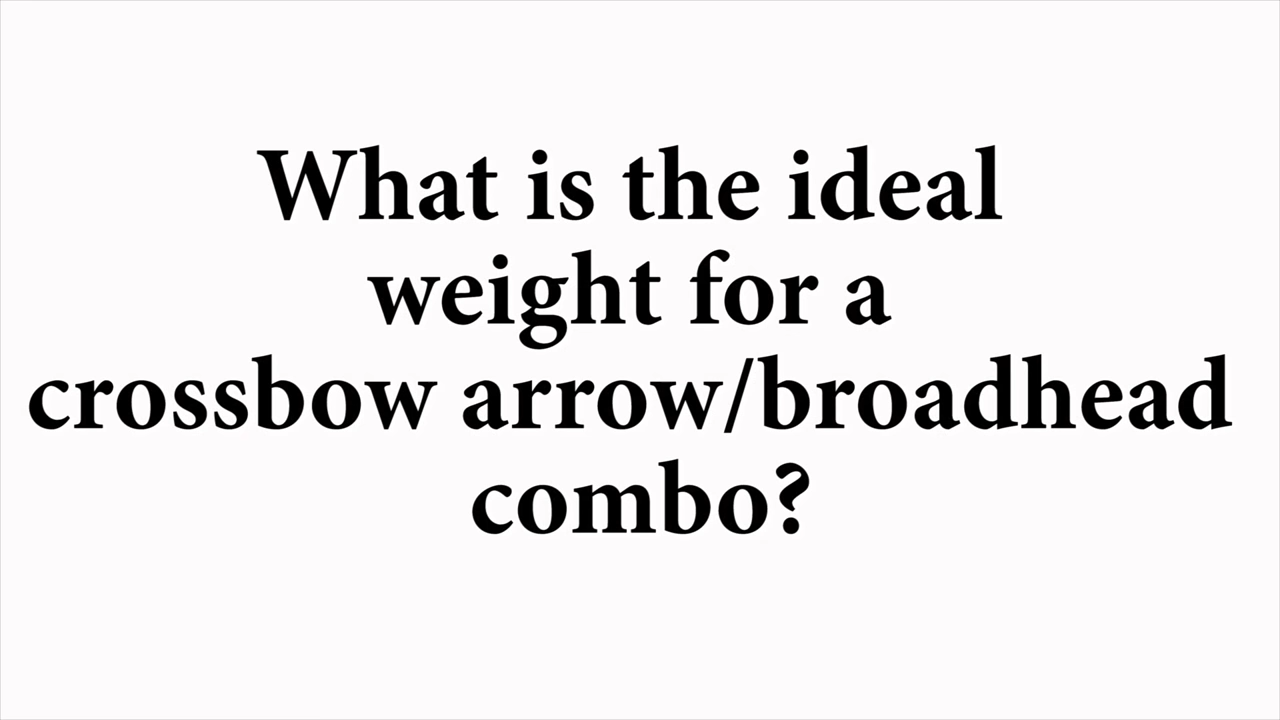 What is the ideal
weight for a
crossbow arrow/broadhead
combo?